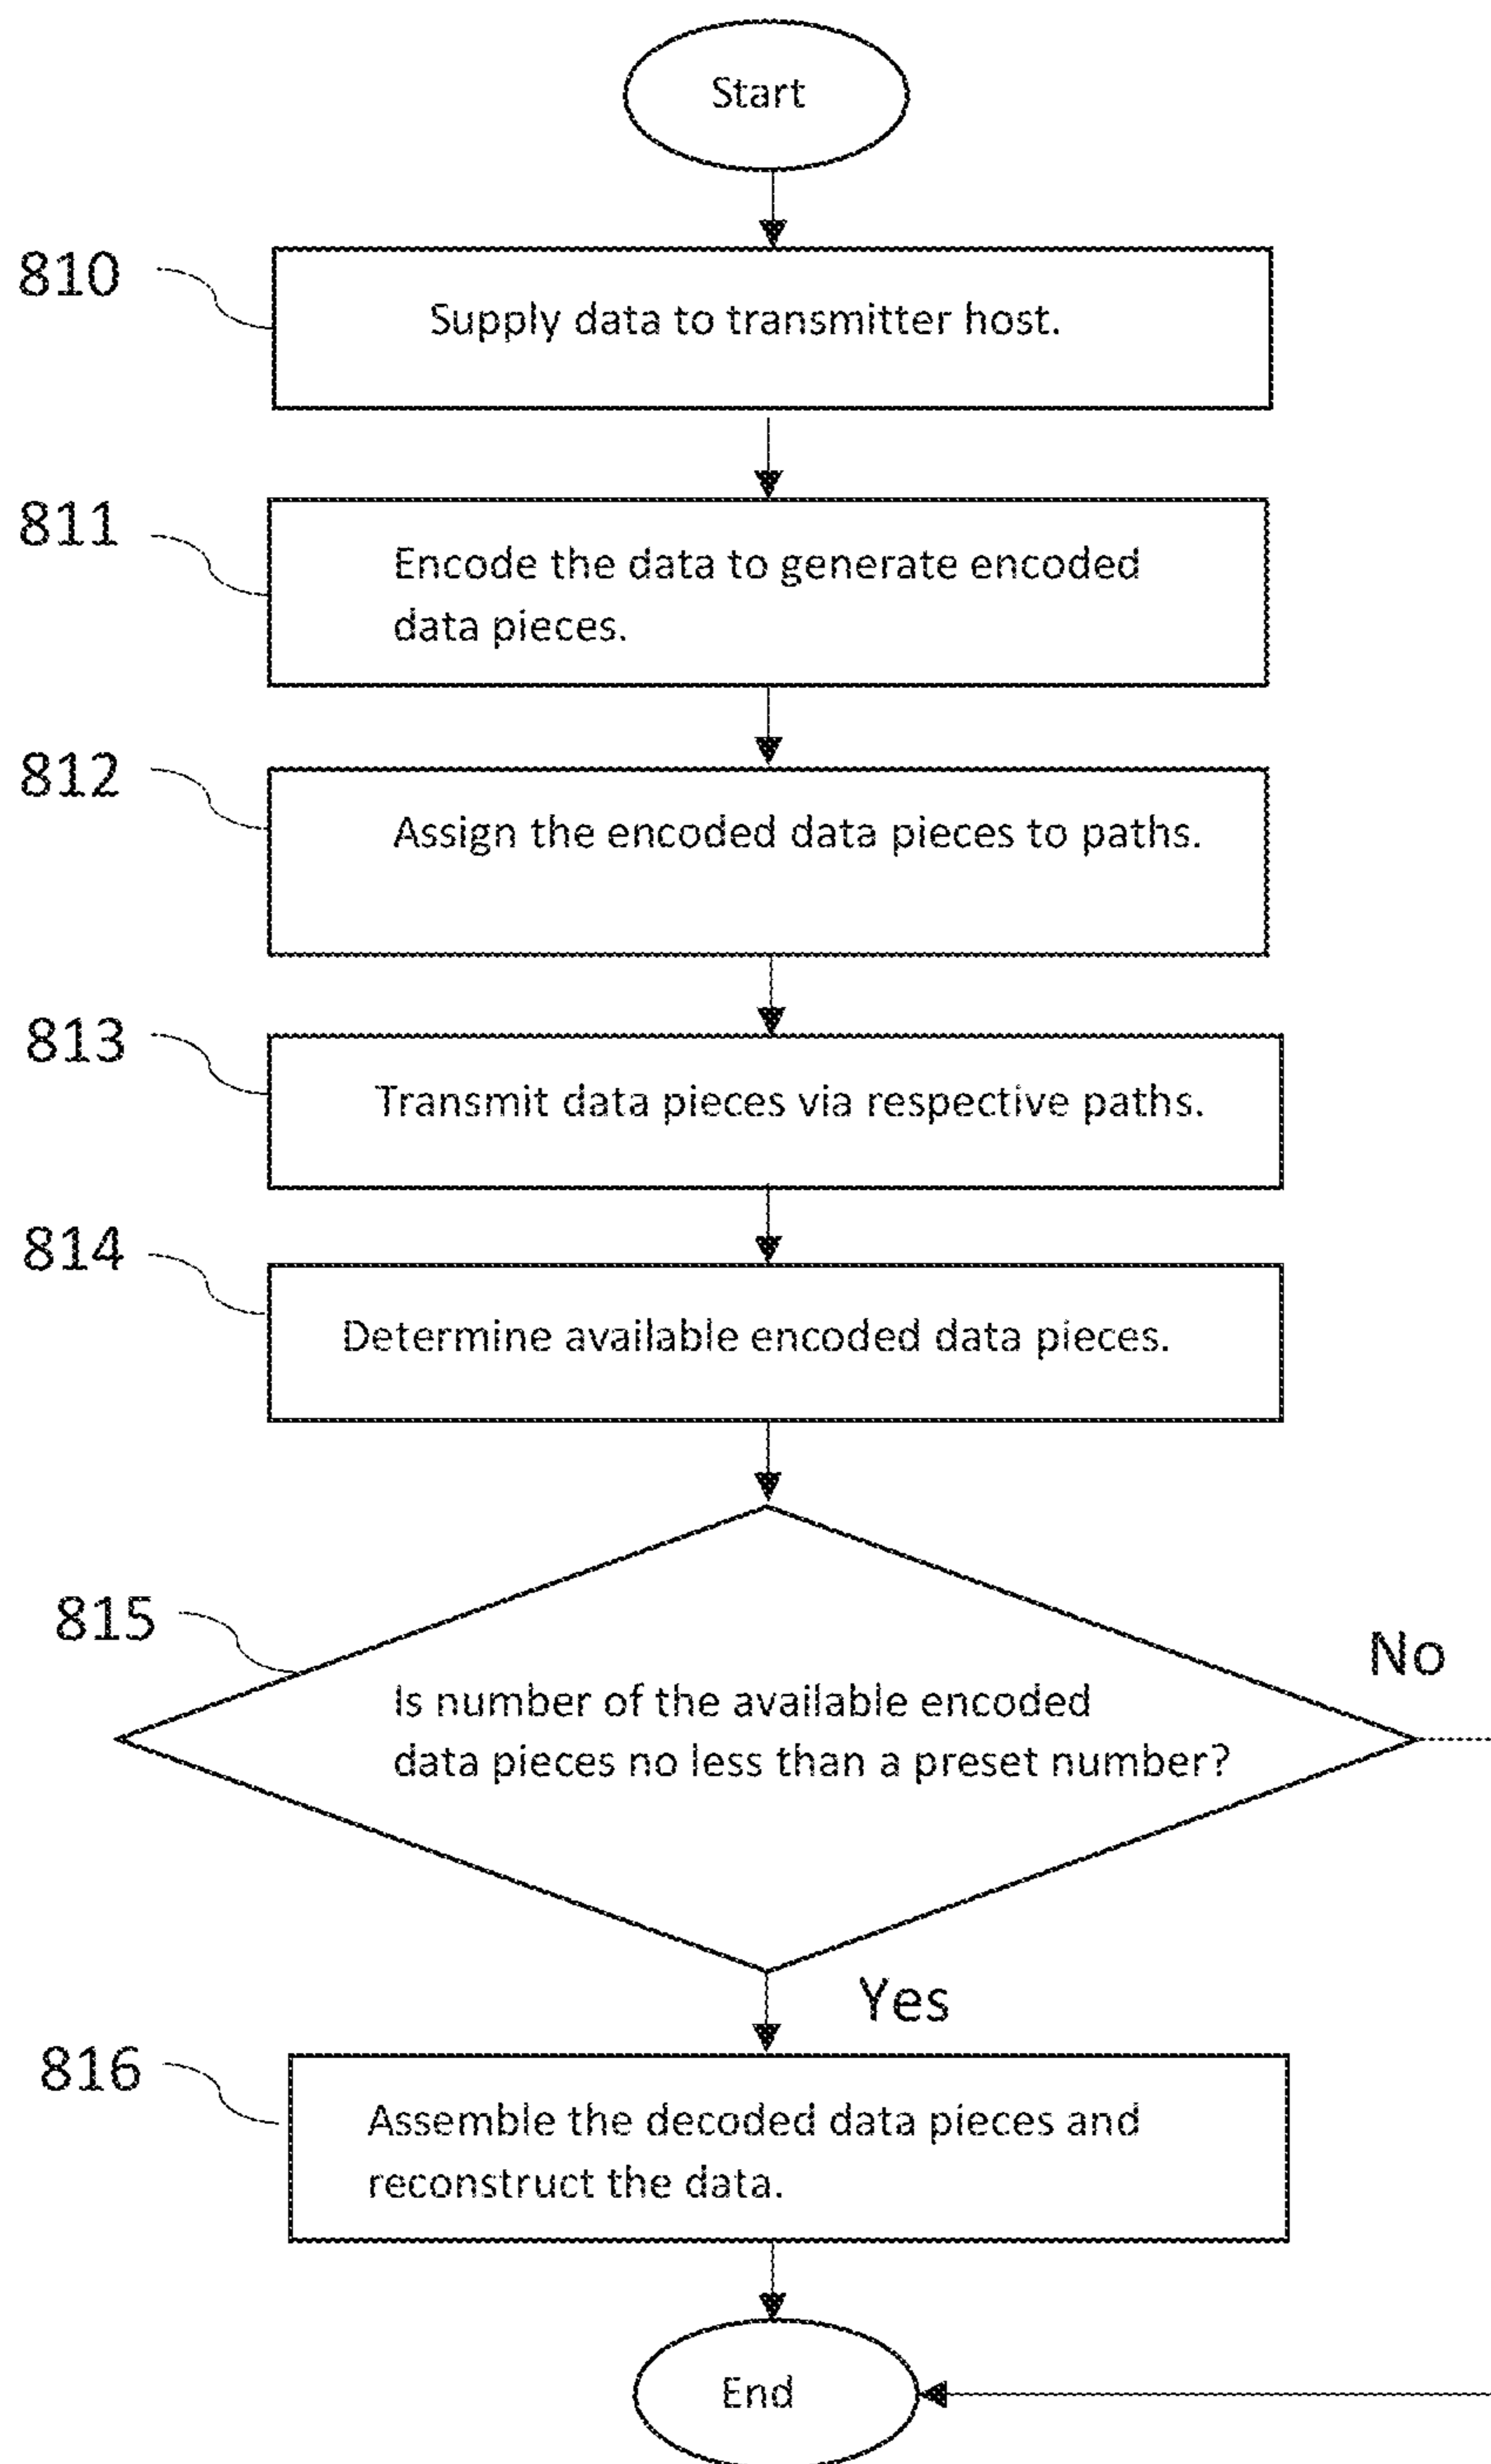 Start
810
Supply data to transmitter host.
811
Encode the data to generate encoded
data pieces.
812
Assign the encoded data pieces to paths.
813
Transmit data pieces via respective paths.
814
Determine available encoded data pieces.
815
Is number of the available encoded
data pieces no less than a preset number?
No
Yes
816
Assemble the decoded data pieces and
reconstruct the data.
End